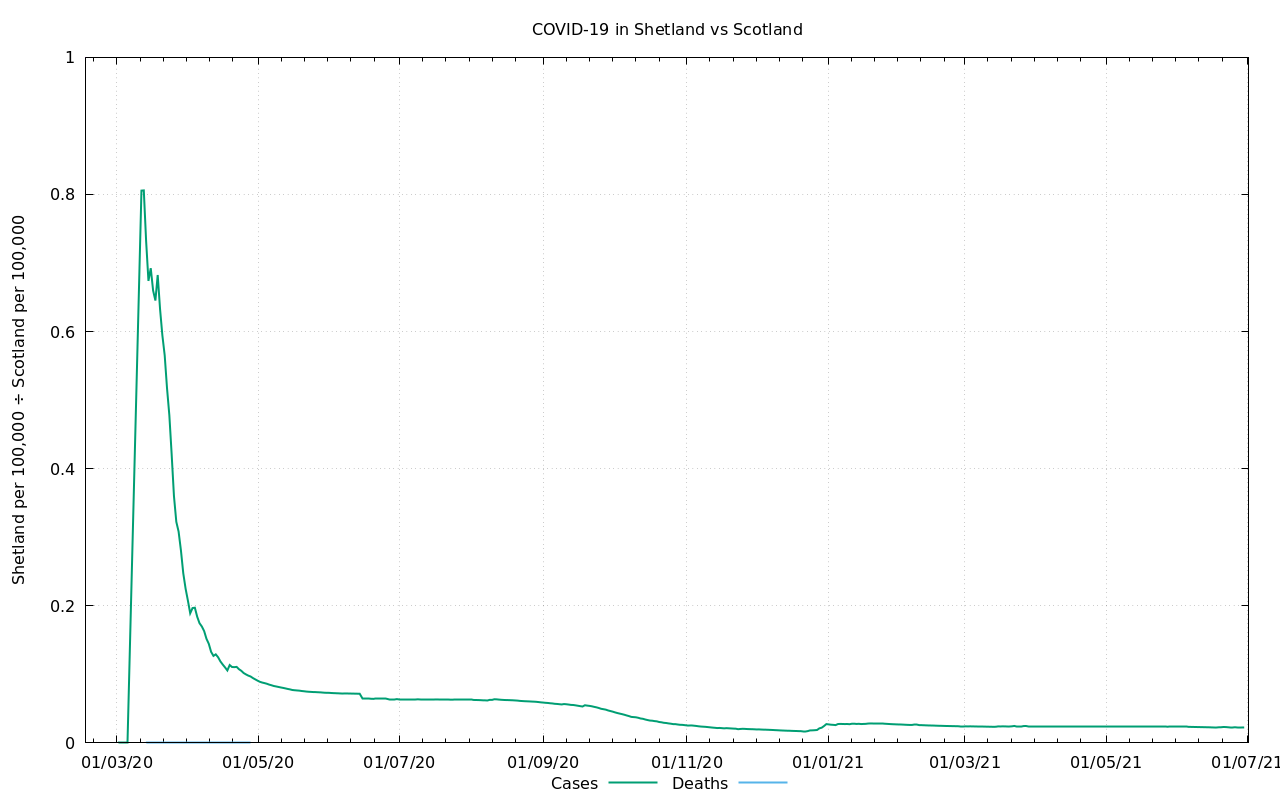 COVID-19 in Shetland vs Scotland
Shetland per 100,000 ÷ Scotland per 100,000
1
0.8
0.6
0.4
0.2
0
01/03/20 01/05/20 01/07/20 01/09/20 01/11/20 01/01/21 01/03/21 01/05/21 01/07/21
Cases Deaths